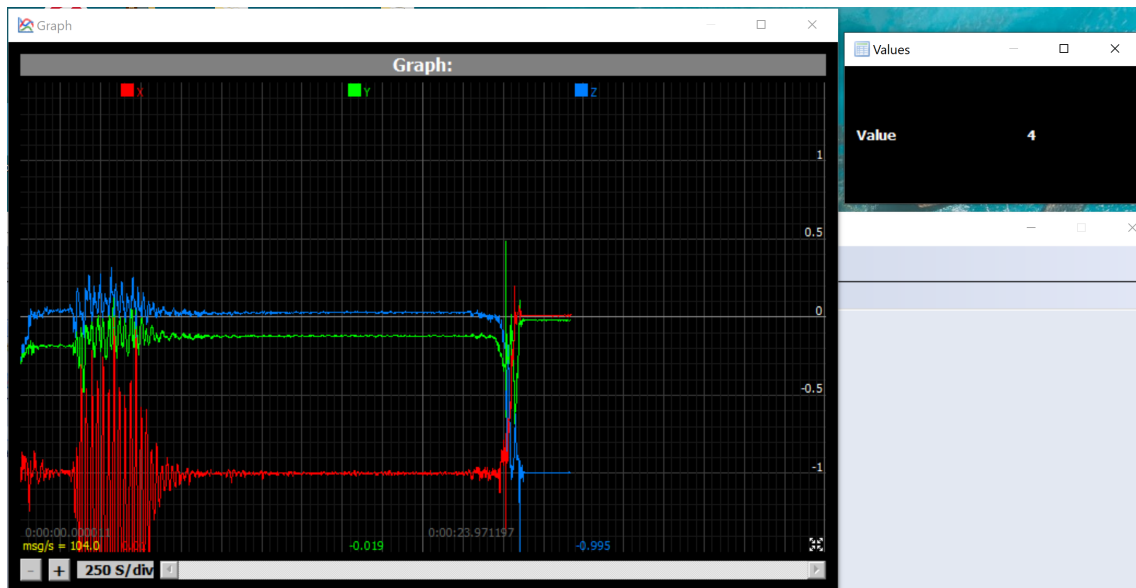 Graph
Values
Graph:
X
Y
Z
Value 4
1
0.5
0
-0.5
-1
0:00:00.000011
0:00:23.971197
msg/s = 104.0
-0.019
-0.995
- + 250 S/div